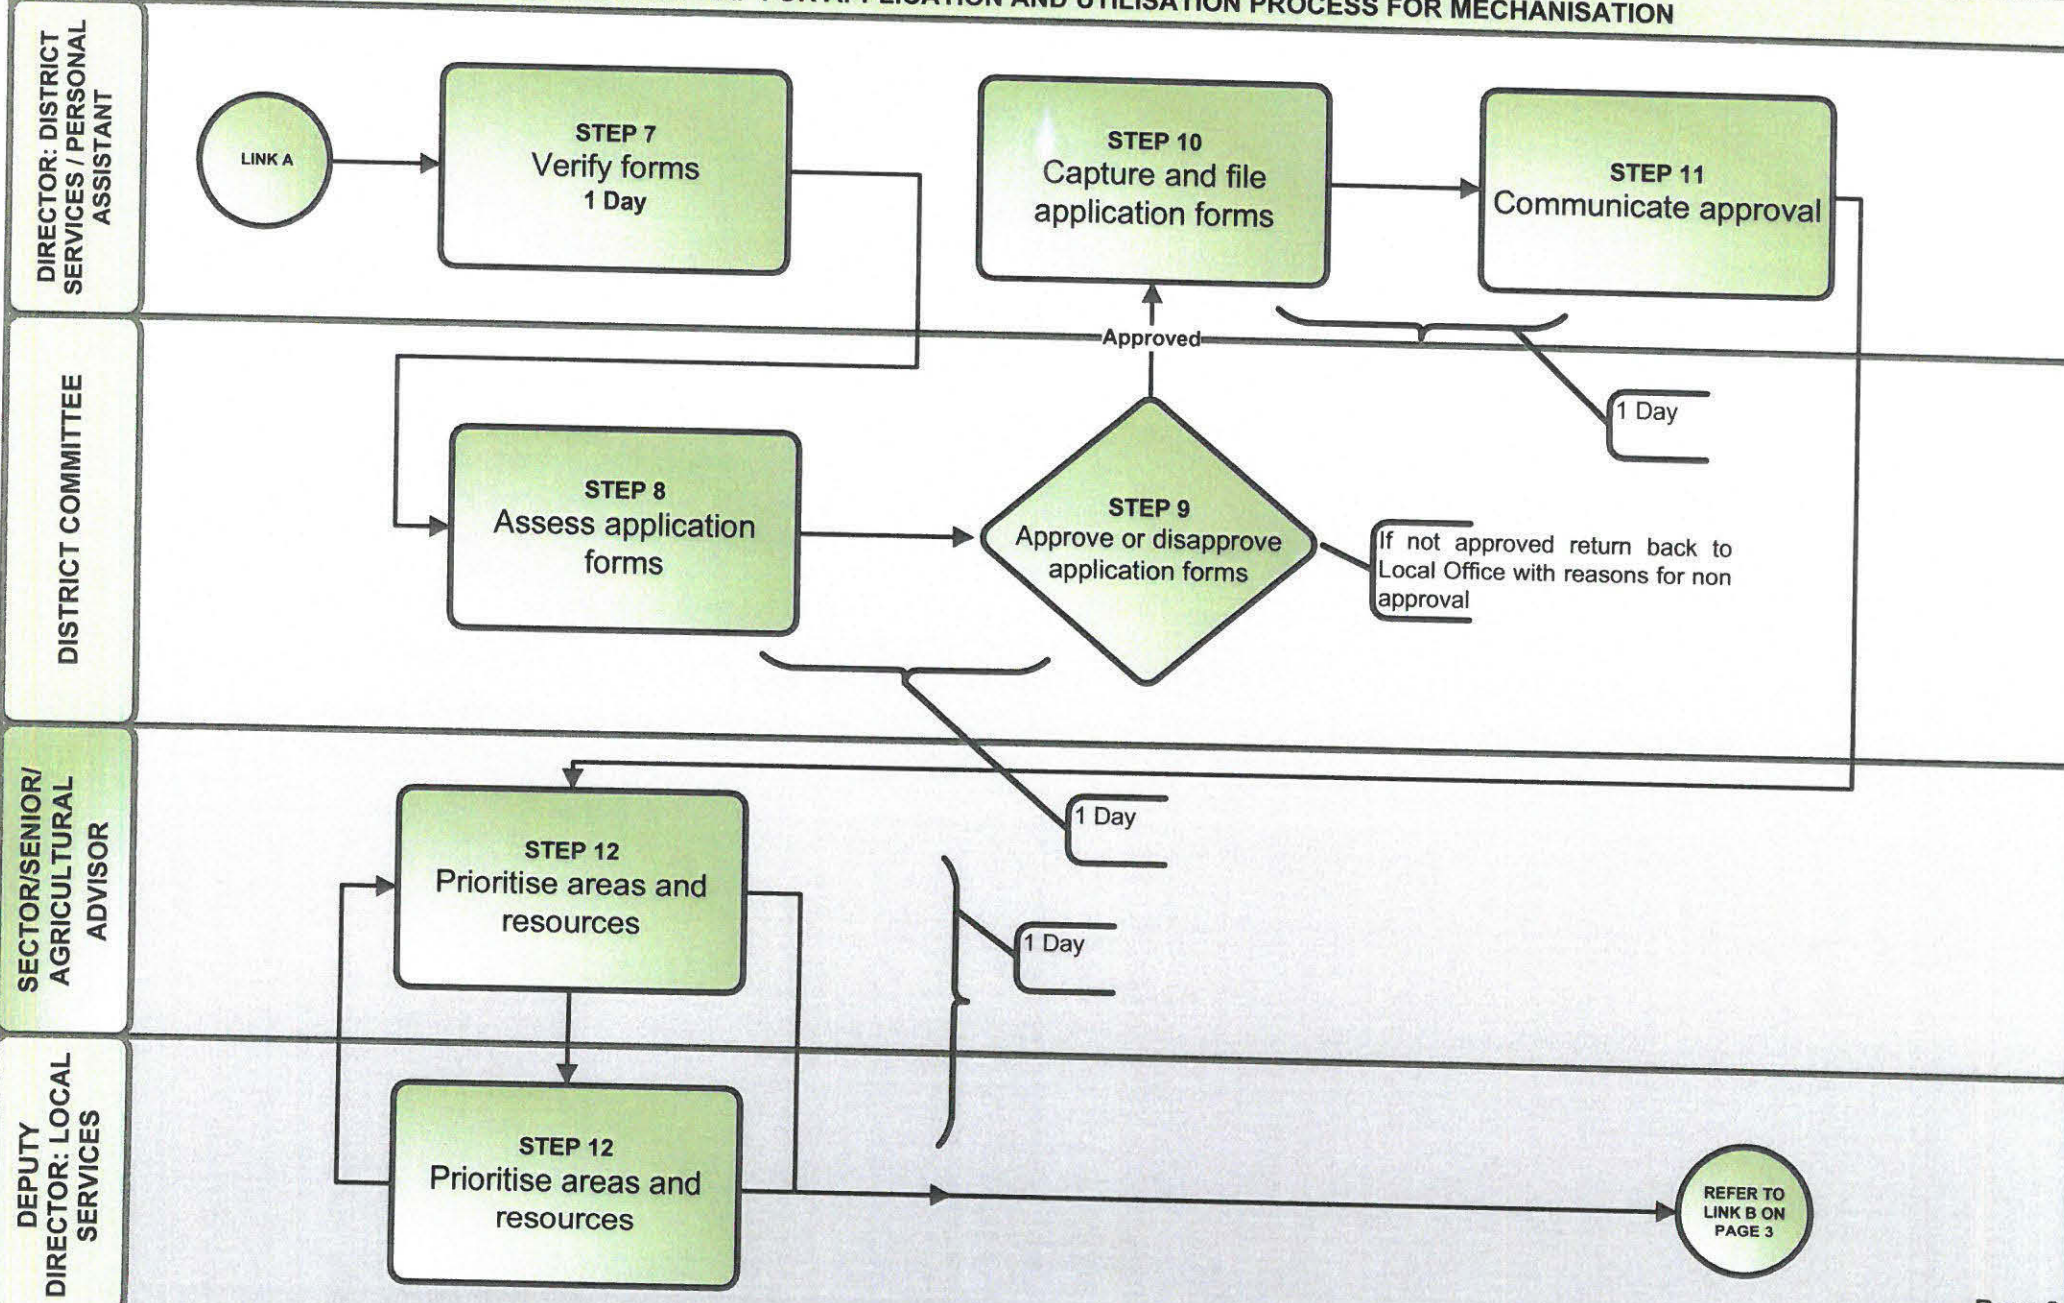 FOR APPLICATION AND UTILISATION PROCESS FOR MECHANISATION
DIRECTOR: DISTRICT
SERVICES / PERSONAL
ASSISTANT
LINK A
STEP 7
Verify forms
1 Day
STEP 10
Capture and file
application forms
STEP 11
Communicate approval
Approved
1 Day
DISTRICT COMMITTEE
STEP 8
Assess application
forms
STEP 9
Approve or disapprove
application forms
If not approved return back to
Local Office with reasons for non
approval
1 Day
SECTOR/SENIOR/
AGRICULTURAL
ADVISOR
STEP 12
Prioritise areas and
resources
1 Day
DEPUTY
DIRECTOR: LOCAL
SERVICES
STEP 12
Prioritise areas and
resources
REFER TO
LINK B ON
PAGE 3